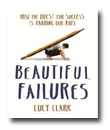 HOW THE QUEST FOR SUCCESS
IS HARMING OUR KIDS
BEAUTIFUL
FAILURES
LUCY CLARK